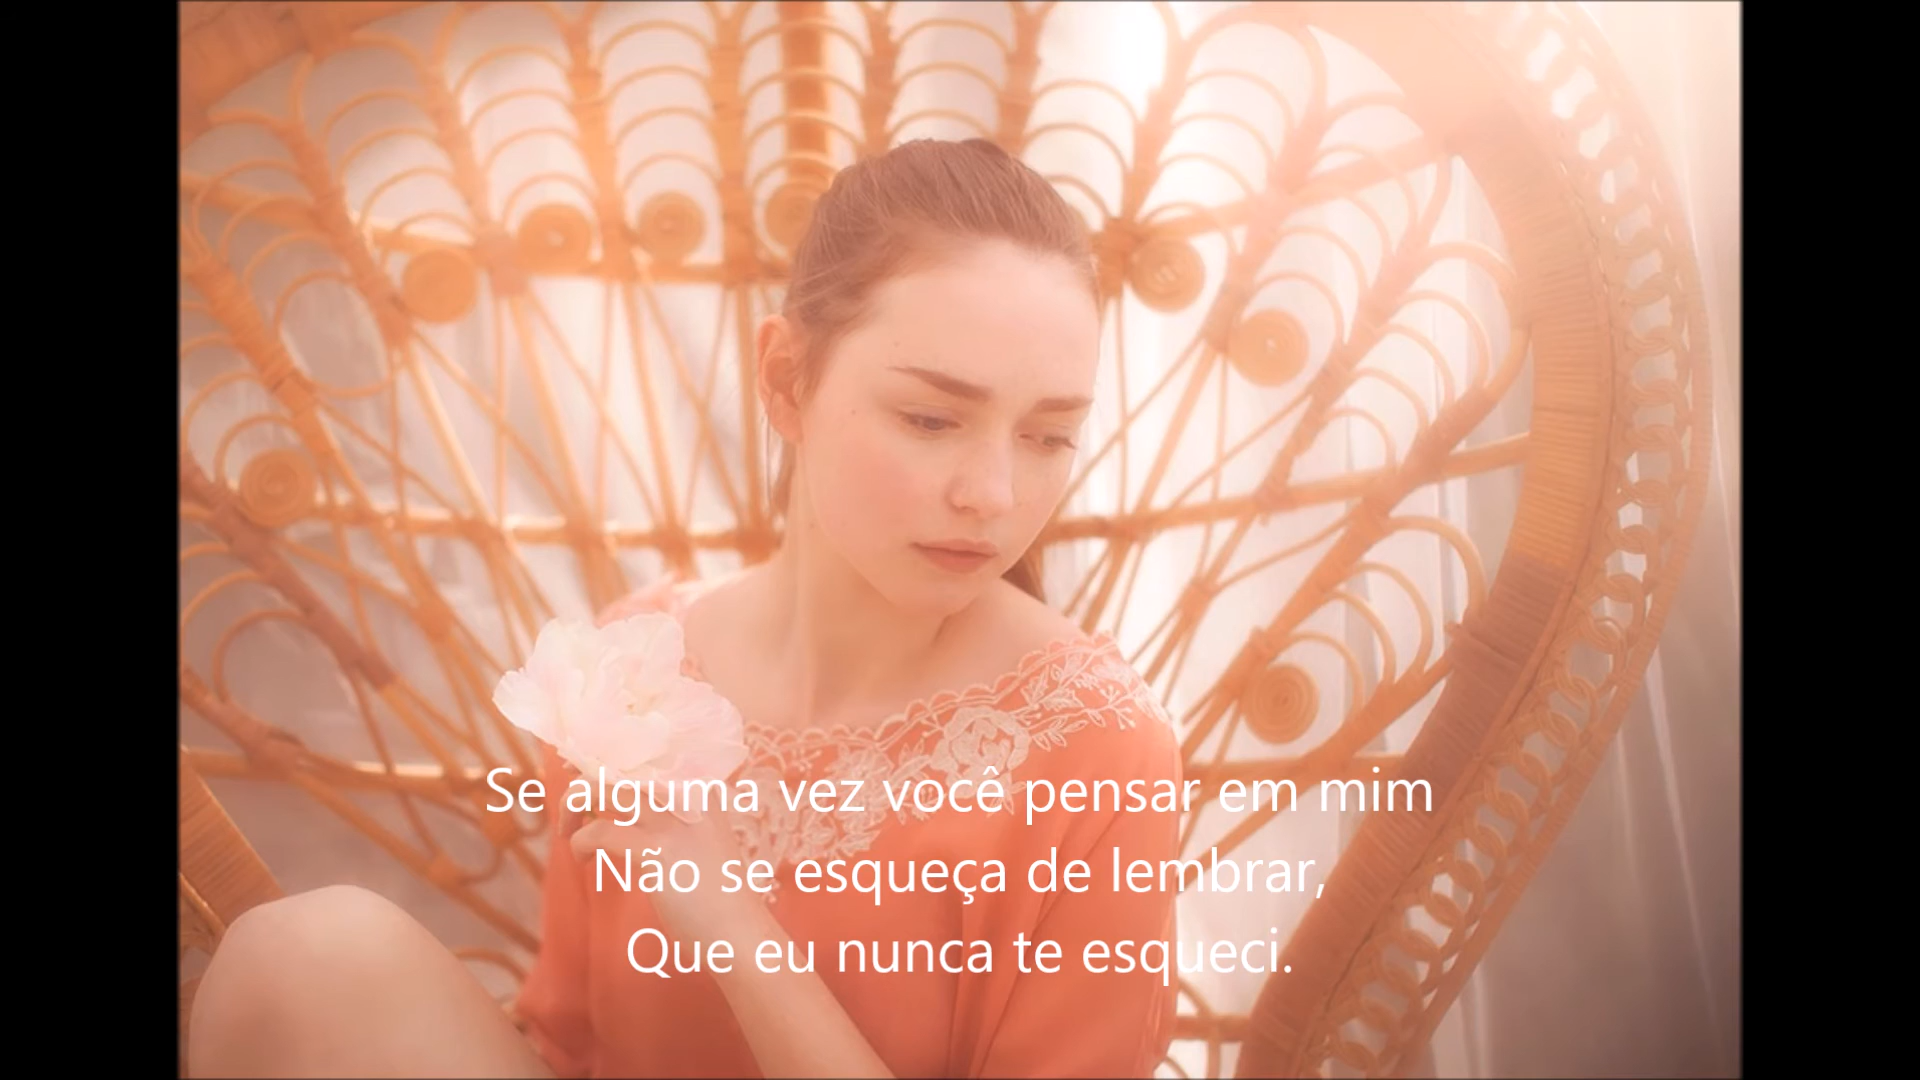 Se alguma vez você pensar em mim
Não se esqueça de lembrar,
Que eu nunca te esqueci.